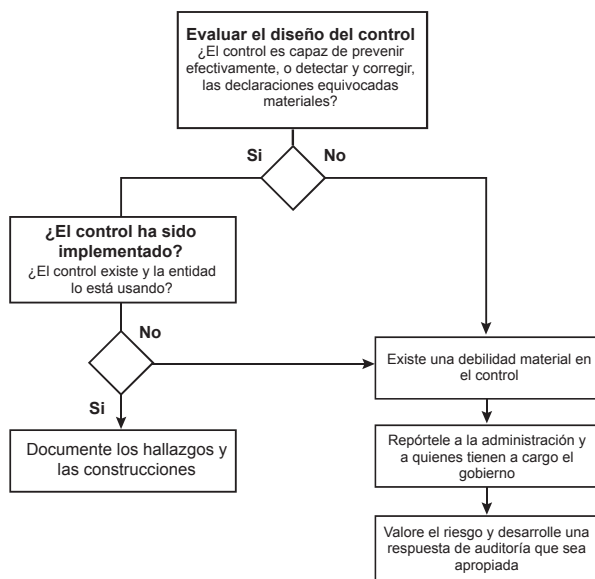 Evaluar el diseño del control
¿El control es capaz de prevenir
efectivamente, o detectar y corregir,
las declaraciones equivocadas
materiales?
Si
No
¿El control ha sido
implementado?
¿El control existe y la entidad
lo está usando?
No
Si
Existe una debilidad material en
el control
Documente los hallazgos y
las construcciones
Repórtele a la administración y
a quienes tienen a cargo el
gobierno
Valore el riesgo y desarrolle una
respuesta de auditoría que sea
apropiada